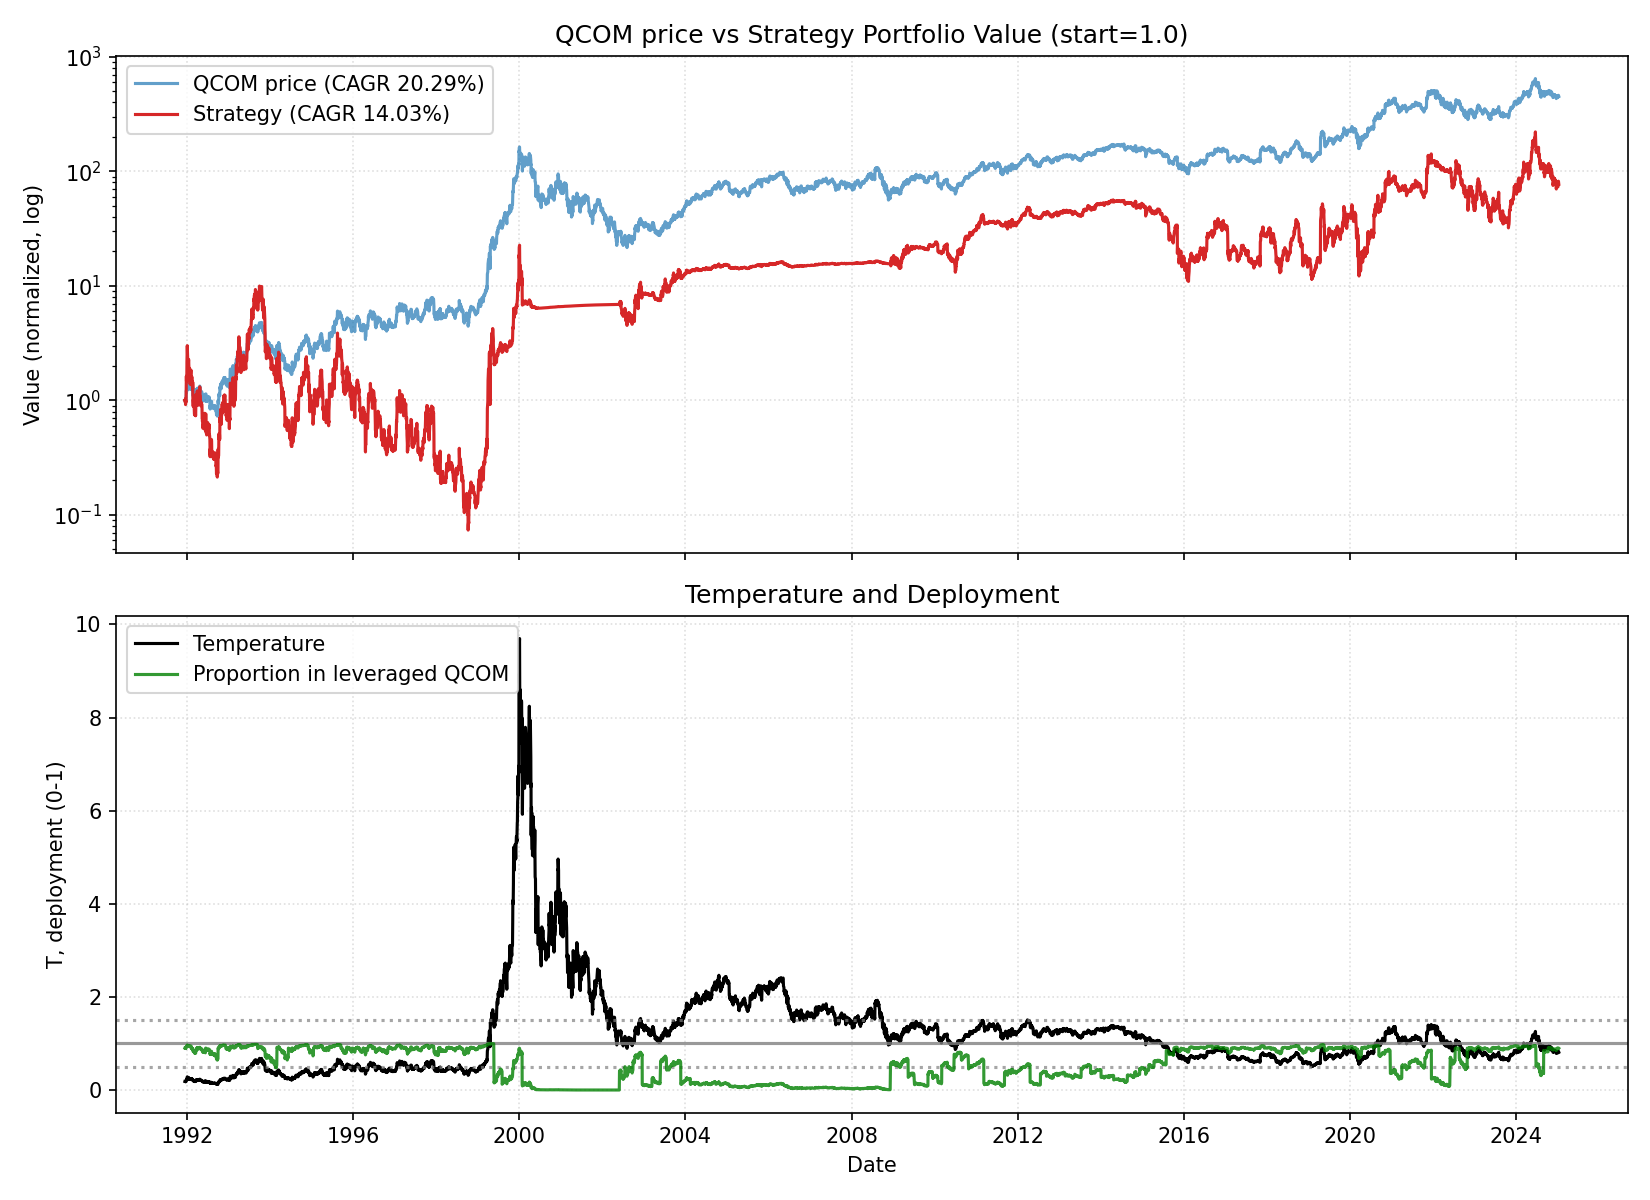 QCOM price vs Strategy Portfolio Value (start=1.0)
QCOM price (CAGR 20.29%)
Strategy (CAGR 14.03%)
Value (normalized, log)
10³
10²
10¹
10⁰
10⁻¹
Temperature and Deployment
Temperature
Proportion in leveraged QCOM
T, deployment (0-1)
10
8
6
4
2
0
1992 1996 2000 2004 2008 2012 2016 2020 2024
Date